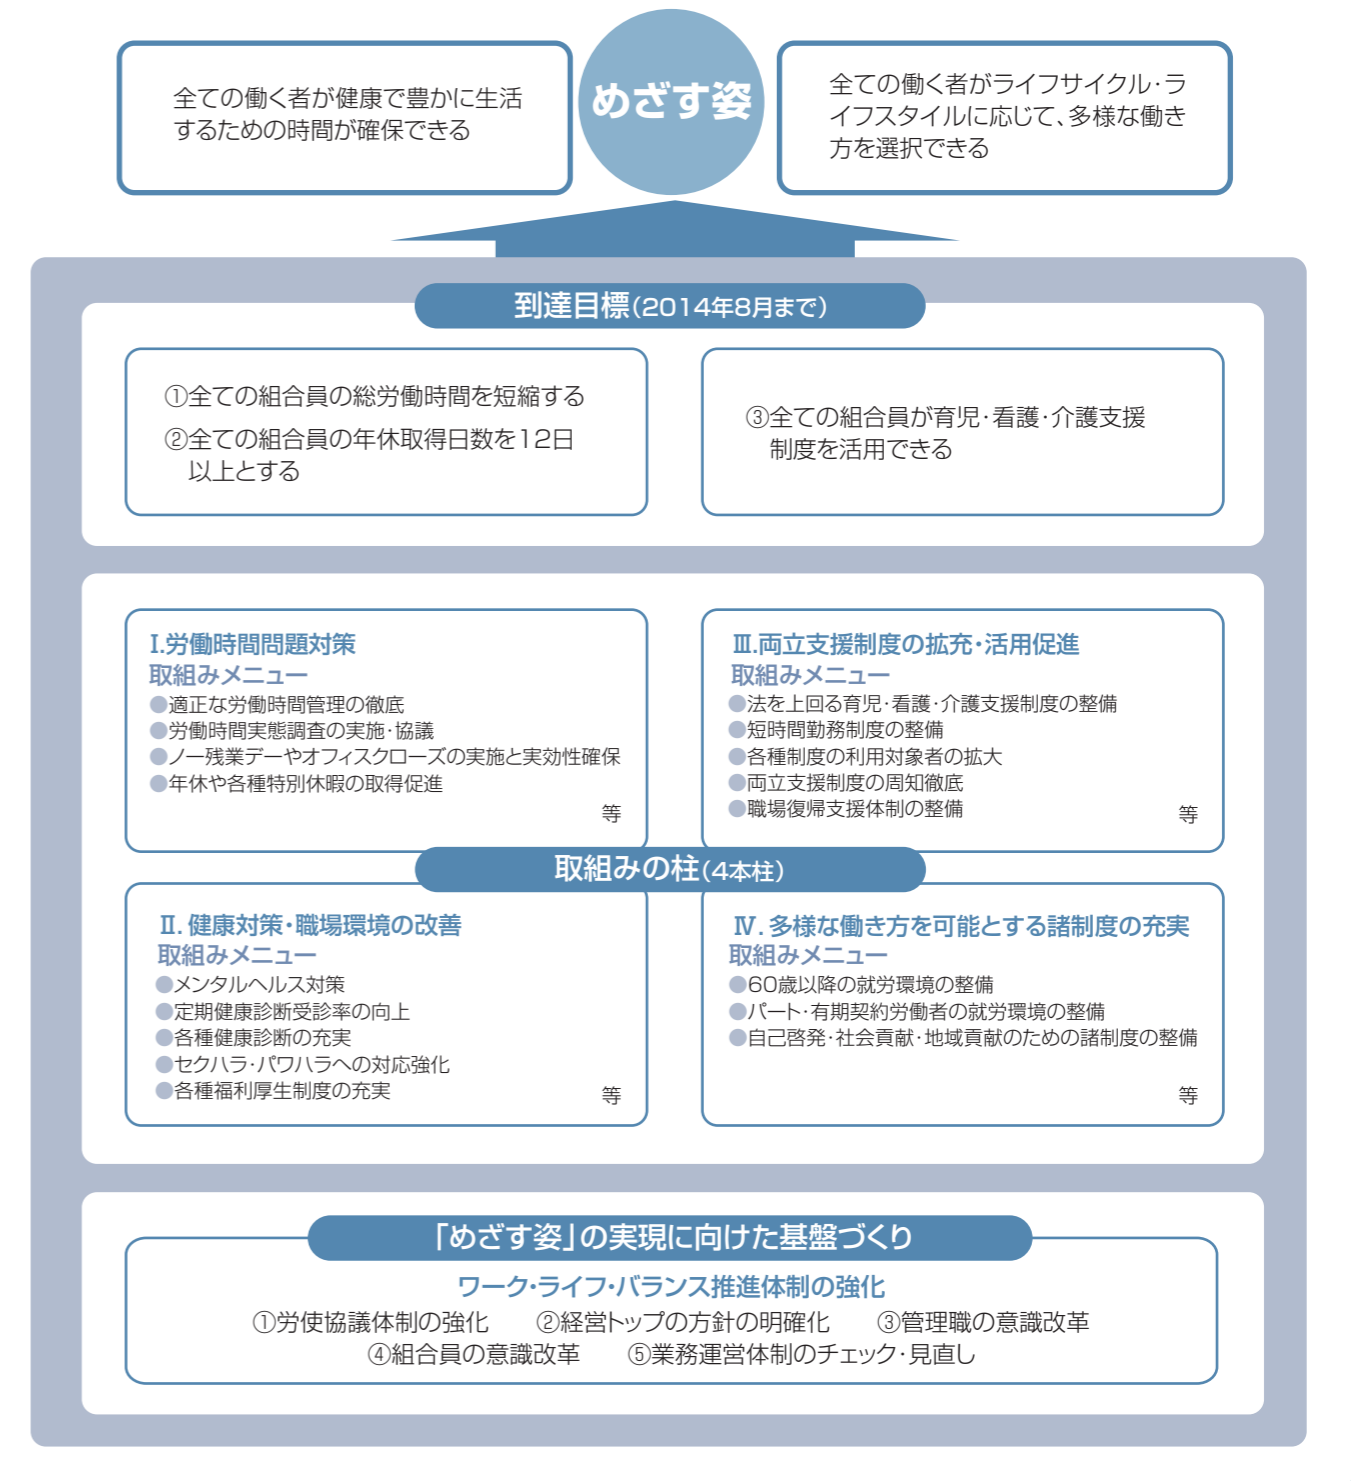 めざす姿
全ての働く者が健康で豊かに生活
するための時間が確保できる
全ての働く者がライフサイクル・ラ
イフスタイルに応じて、多様な働き
方を選択できる
到達目標(2014年8月まで)
①全ての組合員の総労働時間を短縮する
②全ての組合員の年休取得日数を12日
以上とする
③全ての組合員が育児・看護・介護支援
制度を活用できる
取組みの柱(4本柱)
Ⅰ.労働時間問題対策
取組みメニュー
●適正な労働時間管理の徹底
●労働時間実態調査の実施・協議
●ノー残業デーやオフィスクローズの実施と実効性確保
●年休や各種特別休暇の取得促進
等
Ⅱ.健康対策・職場環境の改善
取組みメニュー
●メンタルヘルス対策
●定期健康診断受診率の向上
●各種健康診断の充実
●セクハラ・パワハラへの対応強化
●各種福利厚生制度の充実
等
Ⅲ.両立支援制度の拡充・活用促進
取組みメニュー
●法を上回る育児・看護・介護支援制度の整備
●短時間勤務制度の整備
●各種制度の利用対象者の拡大
●両立支援制度の周知徹底
●職場復帰支援体制の整備
等
Ⅳ.多様な働き方を可能とする諸制度の充実
取組みメニュー
●60歳以降の就労環境の整備
●パート・有期契約労働者の就労環境の整備
●自己啓発・社会貢献・地域貢献のための諸制度の整備
等
「めざす姿」の実現に向けた基盤づくり
ワーク・ライフ・バランス推進体制の強化
①労使協議体制の強化 ②経営トップの方針の明確化 ③管理職の意識改革
④組合員の意識改革 ⑤業務運営体制のチェック・見直し